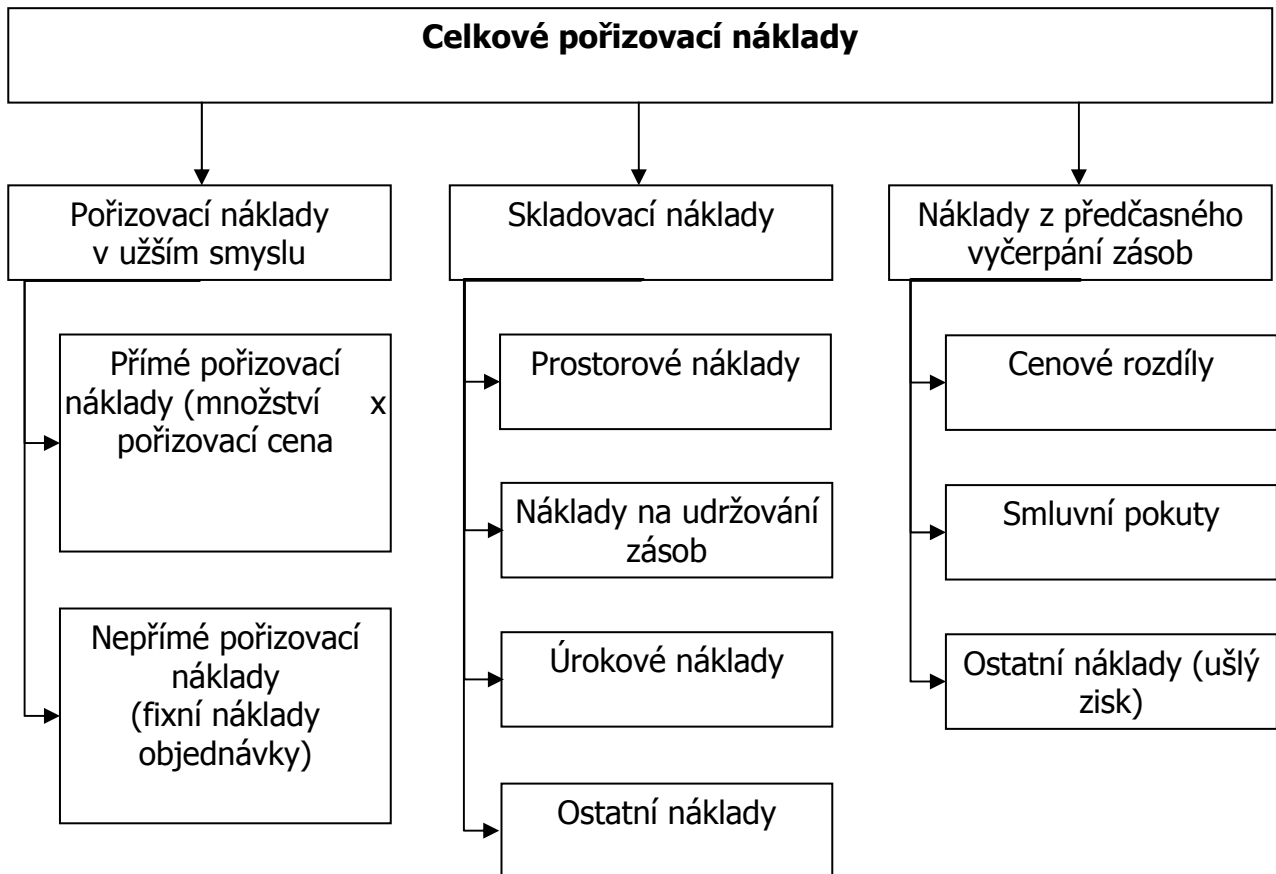 Celkové pořizovací náklady
Pořizovací náklady
v užším smyslu
Přímé pořizovací
náklady (množství x
pořizovací cena
Nepřímé pořizovací
náklady
(fixní náklady
objednávky)
Skladovací náklady
Prostorové náklady
Náklady na udržování
zásob
Úrokové náklady
Ostatní náklady
Náklady z předčasného
vyčerpání zásob
Cenové rozdíly
Smluvní pokuty
Ostatní náklady (ušlý
zisk)